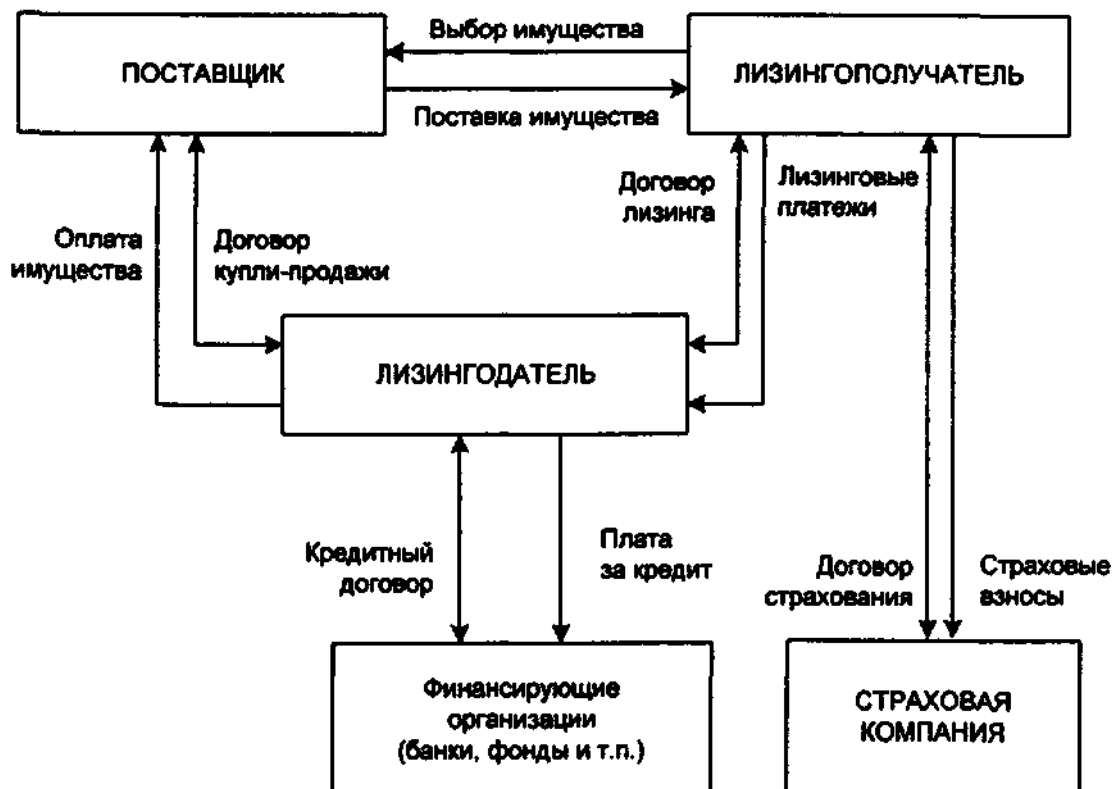 Выбор имущества
ПОСТАВЩИК
ЛИЗИНГОПОЛУЧАТЕЛЬ
Поставка имущества
Оплата
имущества
Договор
купли-продажи
Договор
лизинга
Лизинговые
платежи
ЛИЗИНГОДАТЕЛЬ
Кредитный
договор
Плата
за кредит
Договор
страхования
Страховые
взносы
Финансирующие
организации
(банки, фонды и т.п.)
СТРАХОВАЯ
КОМПАНИЯ